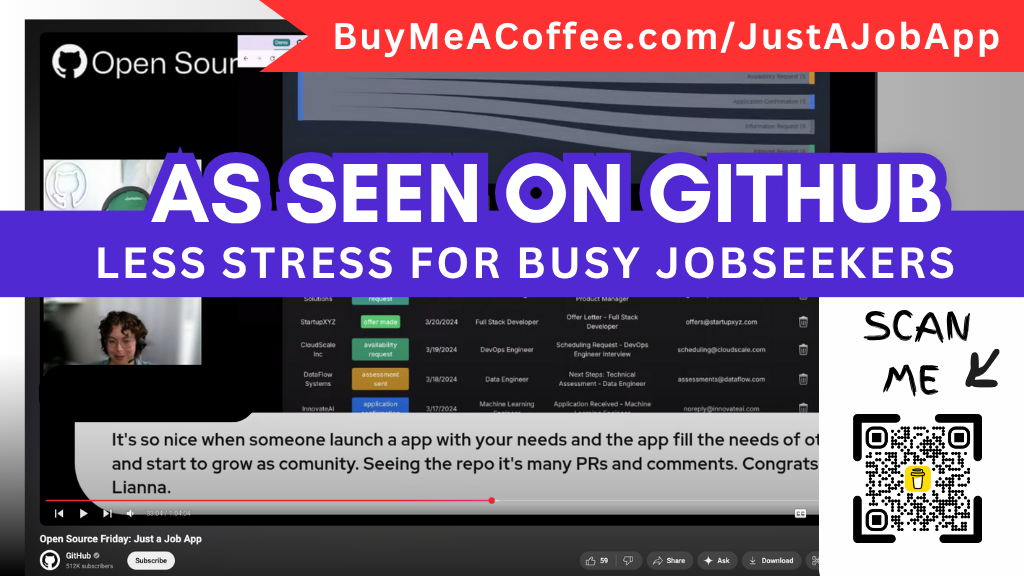 BuyMeACoffee.com/JustAJobApp
Open Sour
Demo
Availability Request (1)
Application Confirmation (1)
Information Request (1)
AS SEEN ON GITHUB
LESS STRESS FOR BUSY JOBSEEKERS
Solutions request Product Manager
StartupXYZ offer made 3/20/2024 Full Stack Developer Offer Letter - Full Stack Developer offers@startupxyz.com
CloudScale Inc availability request 3/19/2024 DevOps Engineer Scheduling Request - DevOps Engineer Interview scheduling@cloudscale.com
DataFlow Systems assessment sent 3/18/2024 Data Engineer Next Steps: Technical Assessment - Data Engineer assessments@dataflow.com
InnovateAI application 3/17/2024 Machine Learning Application Received - Machine noreply@innovateai.com
SCAN
ME
It's so nice when someone launch a app with your needs and the app fill the needs of ot
and start to grow as comunity. Seeing the repo it's many PRs and comments. Congrats
Lianna.
33:04 / 1:04:04
CC
Open Source Friday: Just a Job App
GitHub
512K subscribers
Subscribe
59 Share Ask Download